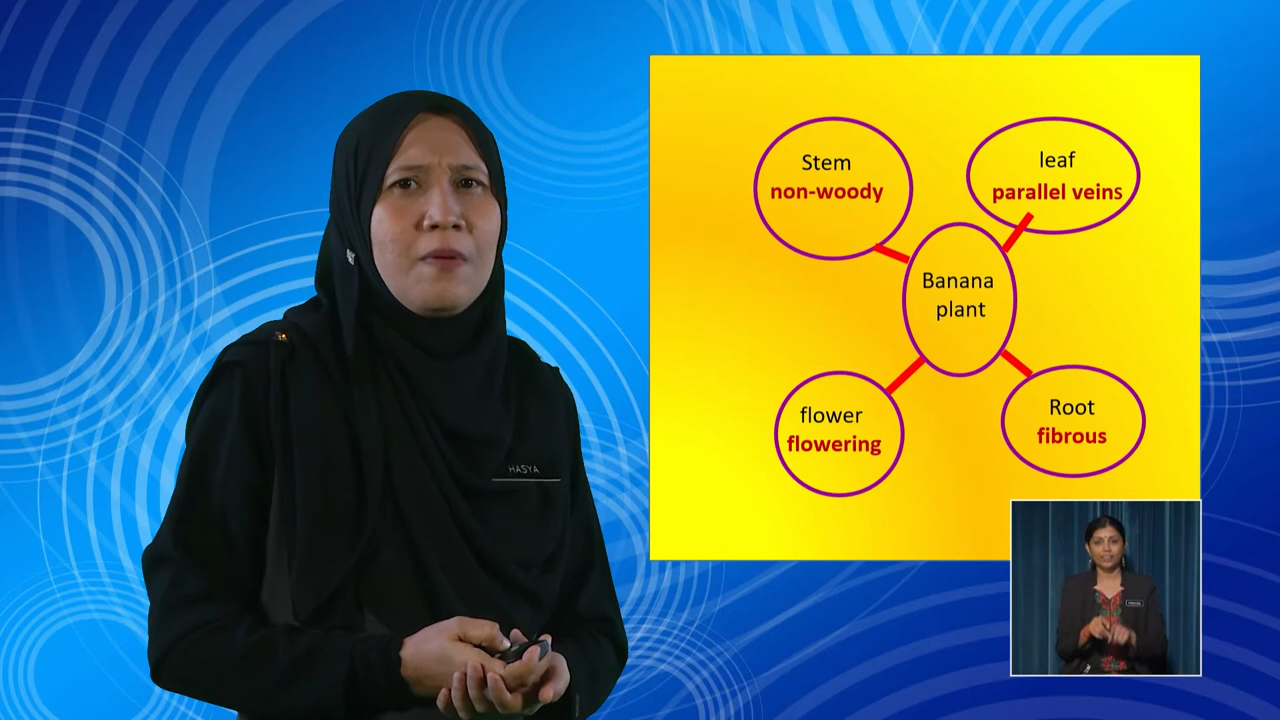 Stem
non-woody
leaf
parallel veins
Banana
plant
flower
flowering
Root
fibrous
HASYA